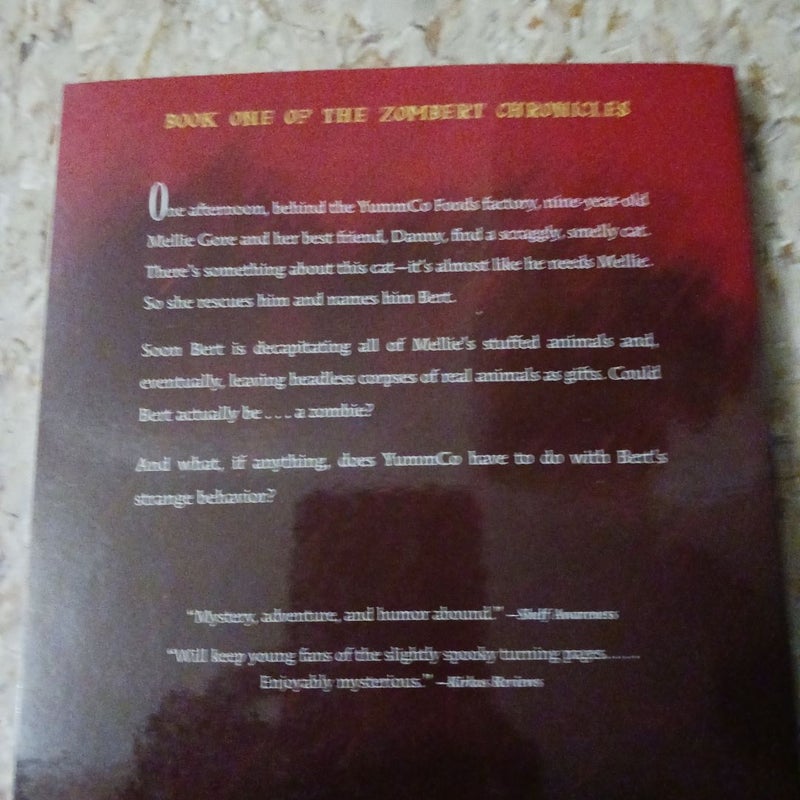 BOOK ONE OF THE ZOMBERT CHRONICLES
One afternoon, behind the YummCo Foods factory, nine-year-old
Mellie Gore and her best friend, Danny, find a scraggly, smelly cat.
There's something about this cat—it's almost like he needs Mellie.
So she rescues him and names him Bert.
Soon Bert is decapitating all of Mellie's stuffed animals and,
eventually, leaving headless corpses of real animals as gifts. Could
Bert actually be . . . a zombie?
And what, if anything, does YummCo have to do with Bert's
strange behavior?
"Mystery, adventure, and humor abound." —Shelf Awareness
"Will keep young fans of the slightly spooky turning pages. . . .
Enjoyably mysterious." —Kirkus Reviews